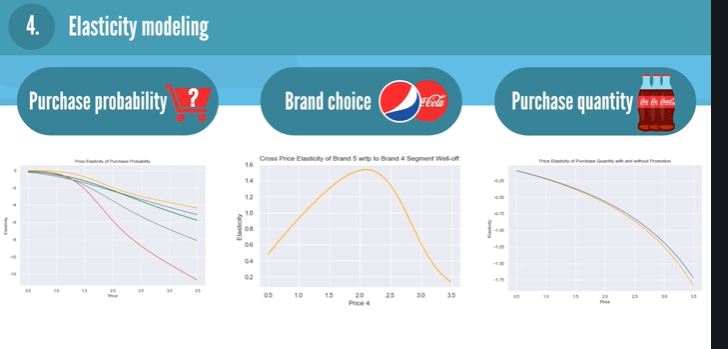 4.
Elasticity modeling
Purchase probability
?
Brand choice
Coca-Cola
Purchase quantity
Price Elasticity of Purchase Probability
Elasticity
0
-2
-4
-6
-8
-10
-12
0.5 1.0 1.5 2.0 2.5 3.0 3.5
Price
Cross Price Elasticity of Brand 5 wrtp to Brand 4 Segment Well-off
Elasticity
1.6
1.4
1.2
1.0
0.8
0.6
0.4
0.2
0.5 1.0 1.5 2.0 2.5 3.0 3.5
Price 4
Price Elasticity of Purchase Quantity with and without Promotion
Elasticity
-0.25
-0.50
-0.75
-1.00
-1.25
-1.50
-1.75
0.5 1.0 1.5 2.0 2.5 3.0 3.5
Price